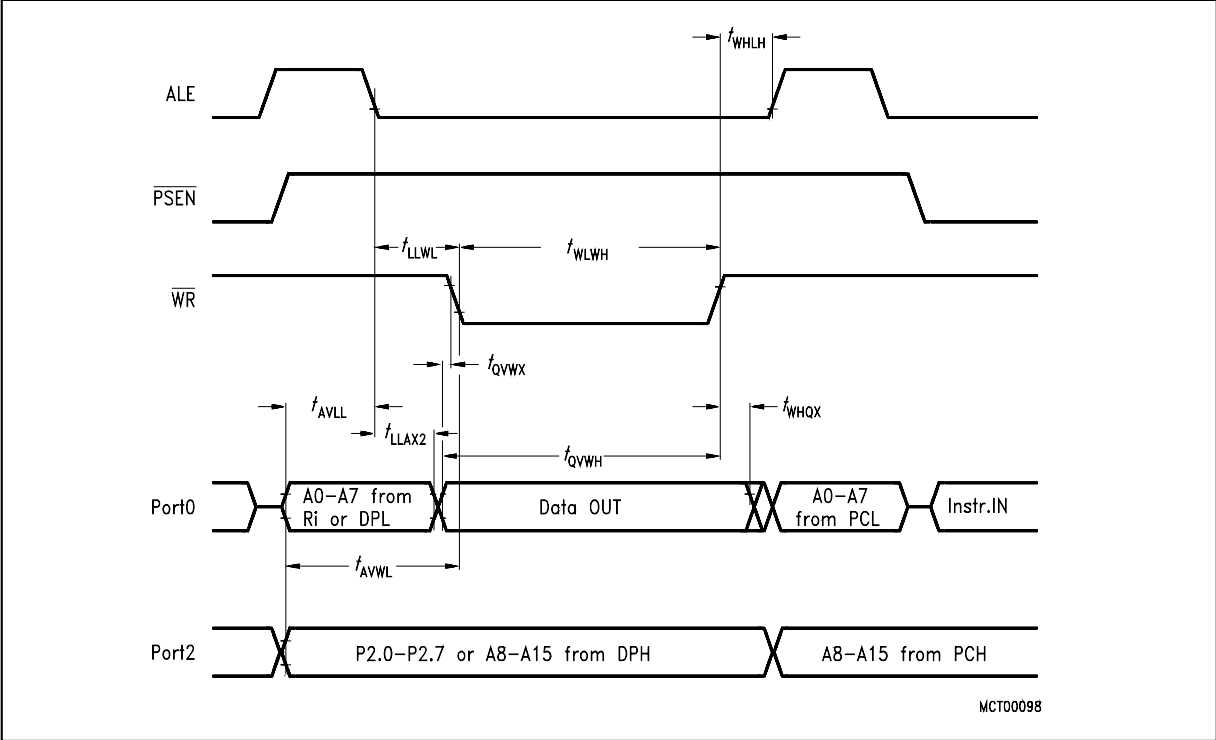 tWHLH
ALE
PSEN
tLLWL
tWLWH
WR
tQVWX
tAVLL
tWHQX
tLLAX2
tQVWH
Port0
A0–A7 from
Ri or DPL
Data OUT
A0–A7
from PCL
Instr.IN
tAVWL
Port2
P2.0–P2.7 or A8–A15 from DPH
A8–A15 from PCH
MCT00098